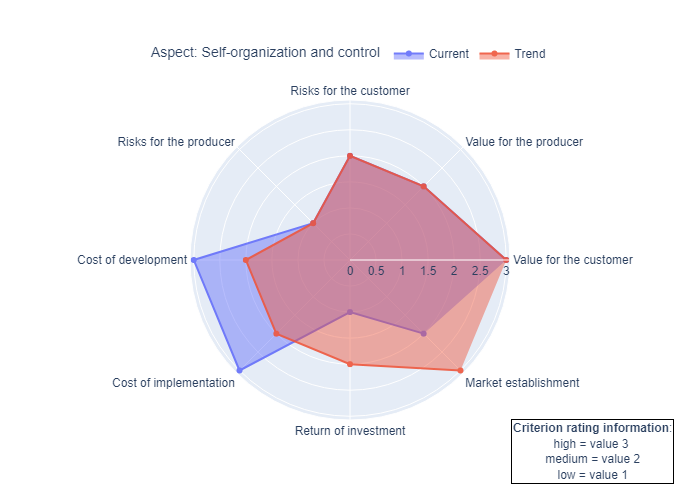 Aspect: Self-organization and control
Current
Trend
Risks for the customer
Risks for the producer
Value for the producer
Cost of development
Value for the customer
0 0.5 1 1.5 2 2.5 3
Cost of implementation
Market establishment
Return of investment
Criterion rating information:
high = value 3
medium = value 2
low = value 1